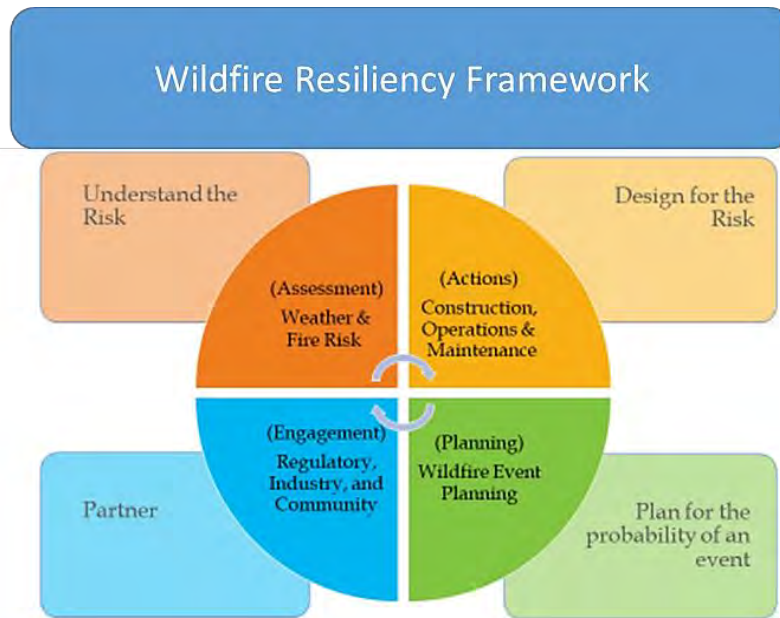 Wildfire Resiliency Framework
Understand the
Risk
Design for the
Risk
(Assessment)
Weather &
Fire Risk
(Actions)
Construction,
Operations &
Maintenance
(Engagement)
Regulatory,
Industry, and
Community
(Planning)
Wildfire Event
Planning
Partner
Plan for the
probability of an
event